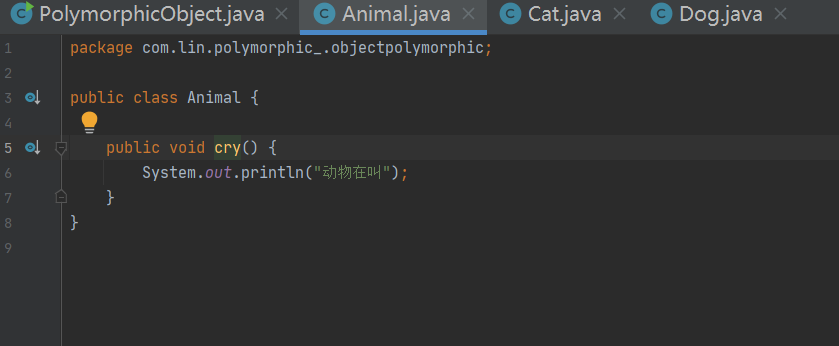 PolymorphicObject.java Animal.java Cat.java Dog.java
1 package com.lin.polymorphic_.objectpolymorphic;
2
3 public class Animal {
4
5 public void cry() {
6 System.out.println("动物在叫");
7 }
8 }
9